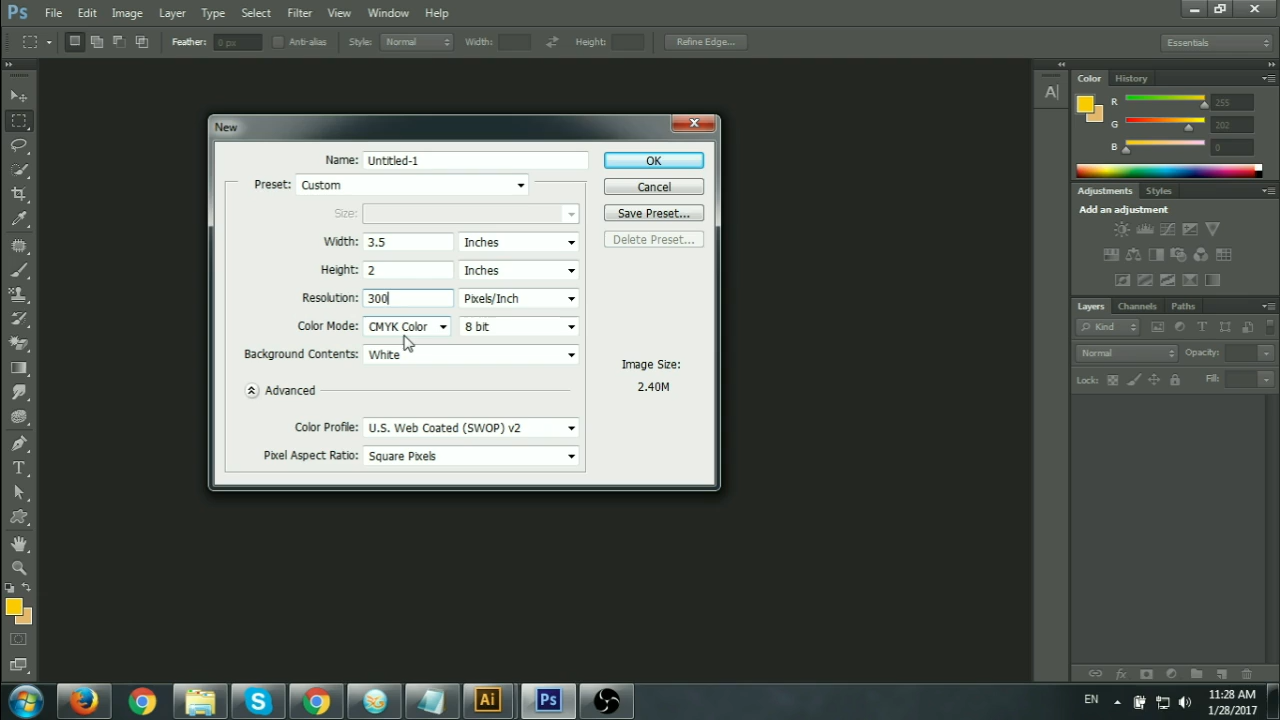 Ps File Edit Image Layer Type Select Filter View Window Help
Feather: 0 px Anti-alias Style: Normal Width: Height: Refine Edge... Essentials
Color History
R 255
G 202
B 0
Adjustments Styles
Add an adjustment
Layers Channels Paths
Kind
Normal Opacity:
Lock: Fill:
New
Name: Untitled-1 OK
Preset: Custom Cancel
Size: Save Preset...
Width: 3.5 Inches Delete Preset...
Height: 2 Inches
Resolution: 300 Pixels/Inch
Color Mode: CMYK Color 8 bit
Background Contents: White
Image Size:
2.40M
Advanced
Color Profile: U.S. Web Coated (SWOP) v2
Pixel Aspect Ratio: Square Pixels
Ai Ps EN 11:28 AM
1/28/2017